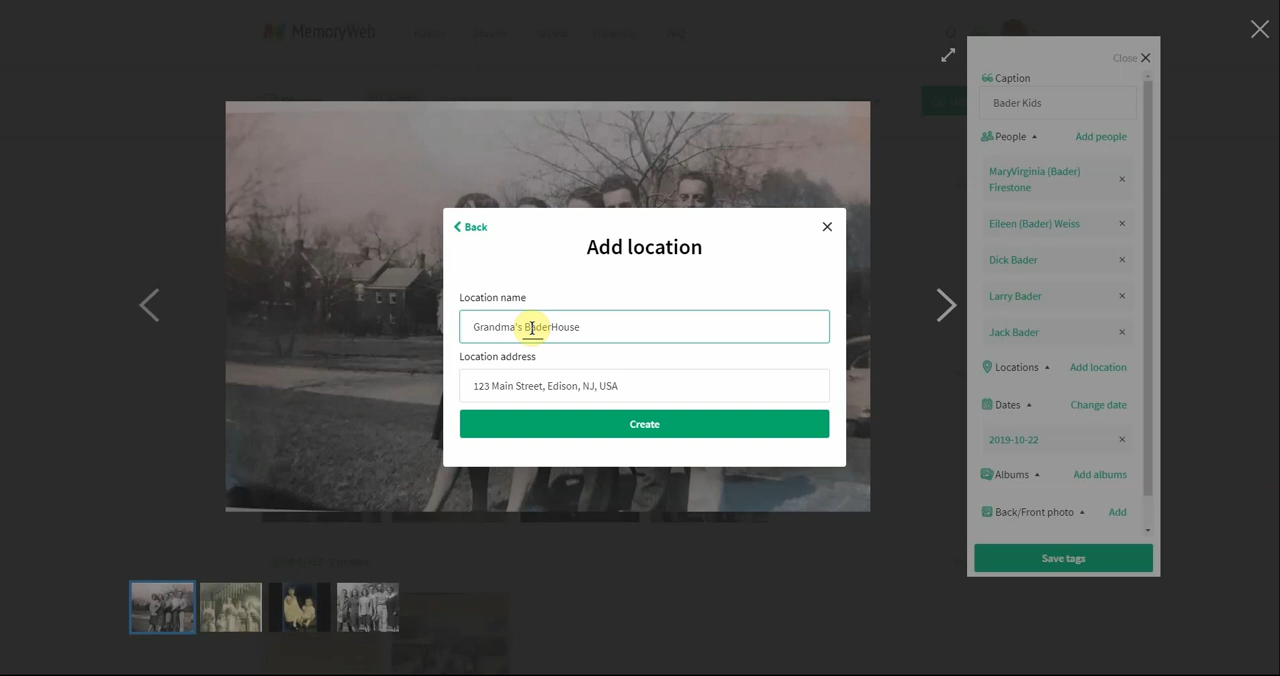 MemoryWeb
FAQ
Close
Caption
Bader Kids
People
Add people
MaryVirginia (Bader)
Firestone
Eileen (Bader) Weiss
Dick Bader
Larry Bader
Jack Bader
Locations
Add location
Dates
Change date
2019-10-22
Albums
Add albums
Back/Front photo
Add
Save tags
Back
Add location
Location name
Grandma's BaderHouse
Location address
123 Main Street, Edison, NJ, USA
Create